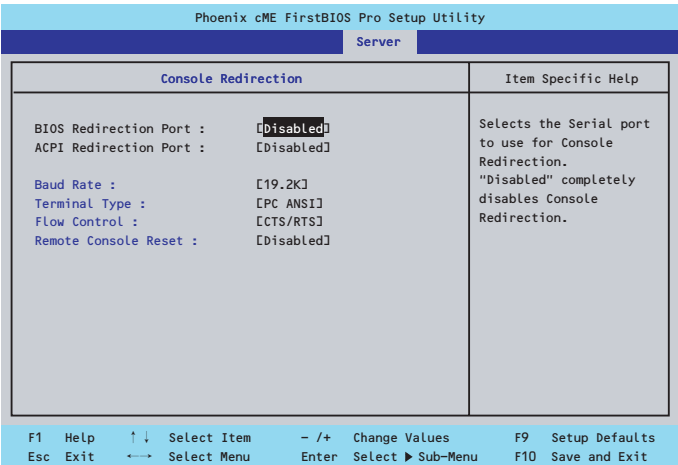 Phoenix cME FirstBIOS Pro Setup Utility
Server
Console Redirection
Item Specific Help
BIOS Redirection Port : [Disabled]
ACPI Redirection Port : [Disabled]
Baud Rate : [19.2K]
Terminal Type : [PC ANSI]
Flow Control : [CTS/RTS]
Remote Console Reset : [Disabled]
Selects the Serial port
to use for Console
Redirection.
"Disabled" completely
disables Console
Redirection.
F1 Help ↑↓ Select Item – /+ Change Values F9 Setup Defaults
Esc Exit ←→ Select Menu Enter Select ▶ Sub-Menu F10 Save and Exit